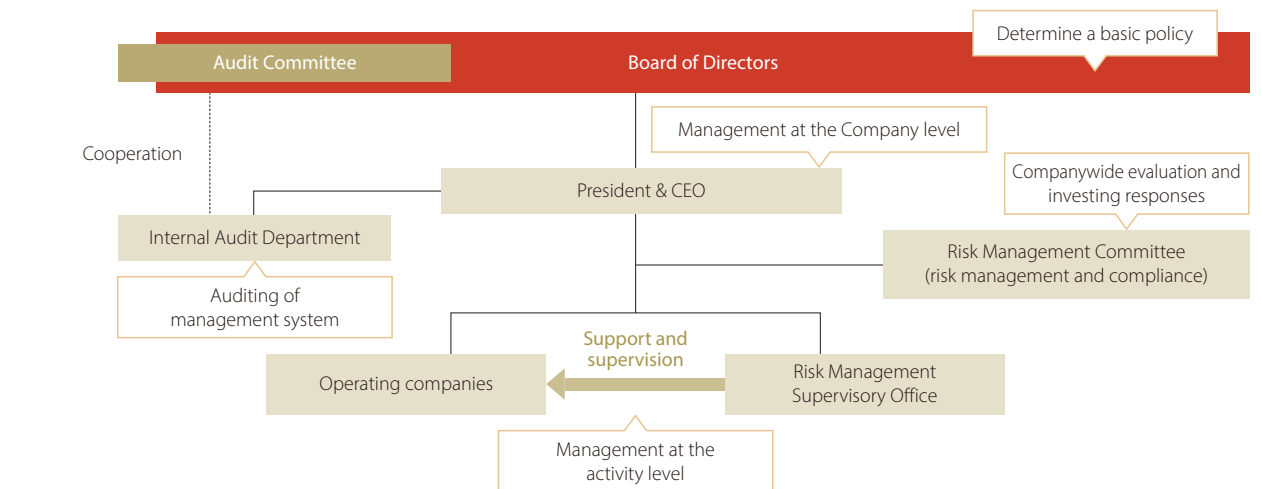 Determine a basic policy
Audit Committee
Board of Directors
Management at the Company level
Cooperation
Companywide evaluation and
investing responses
President & CEO
Internal Audit Department
Risk Management Committee
(risk management and compliance)
Auditing of
management system
Support and
supervision
Operating companies
Risk Management
Supervisory Office
Management at the
activity level